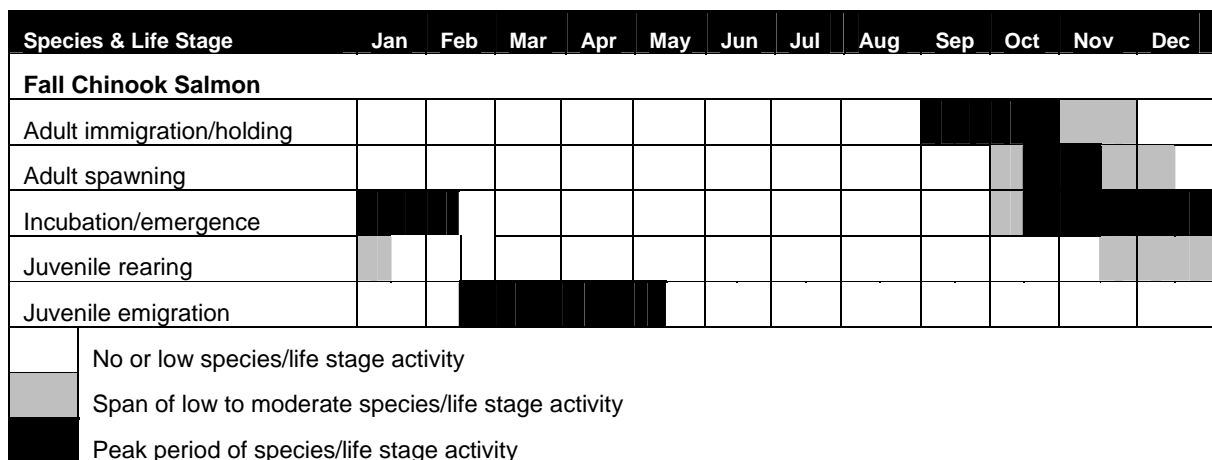 Species & Life Stage Jan Feb Mar Apr May Jun Jul Aug Sep Oct Nov Dec
Fall Chinook Salmon
Adult immigration/holding
Adult spawning
Incubation/emergence
Juvenile rearing
Juvenile emigration
No or low species/life stage activity
Span of low to moderate species/life stage activity
Peak period of species/life stage activity